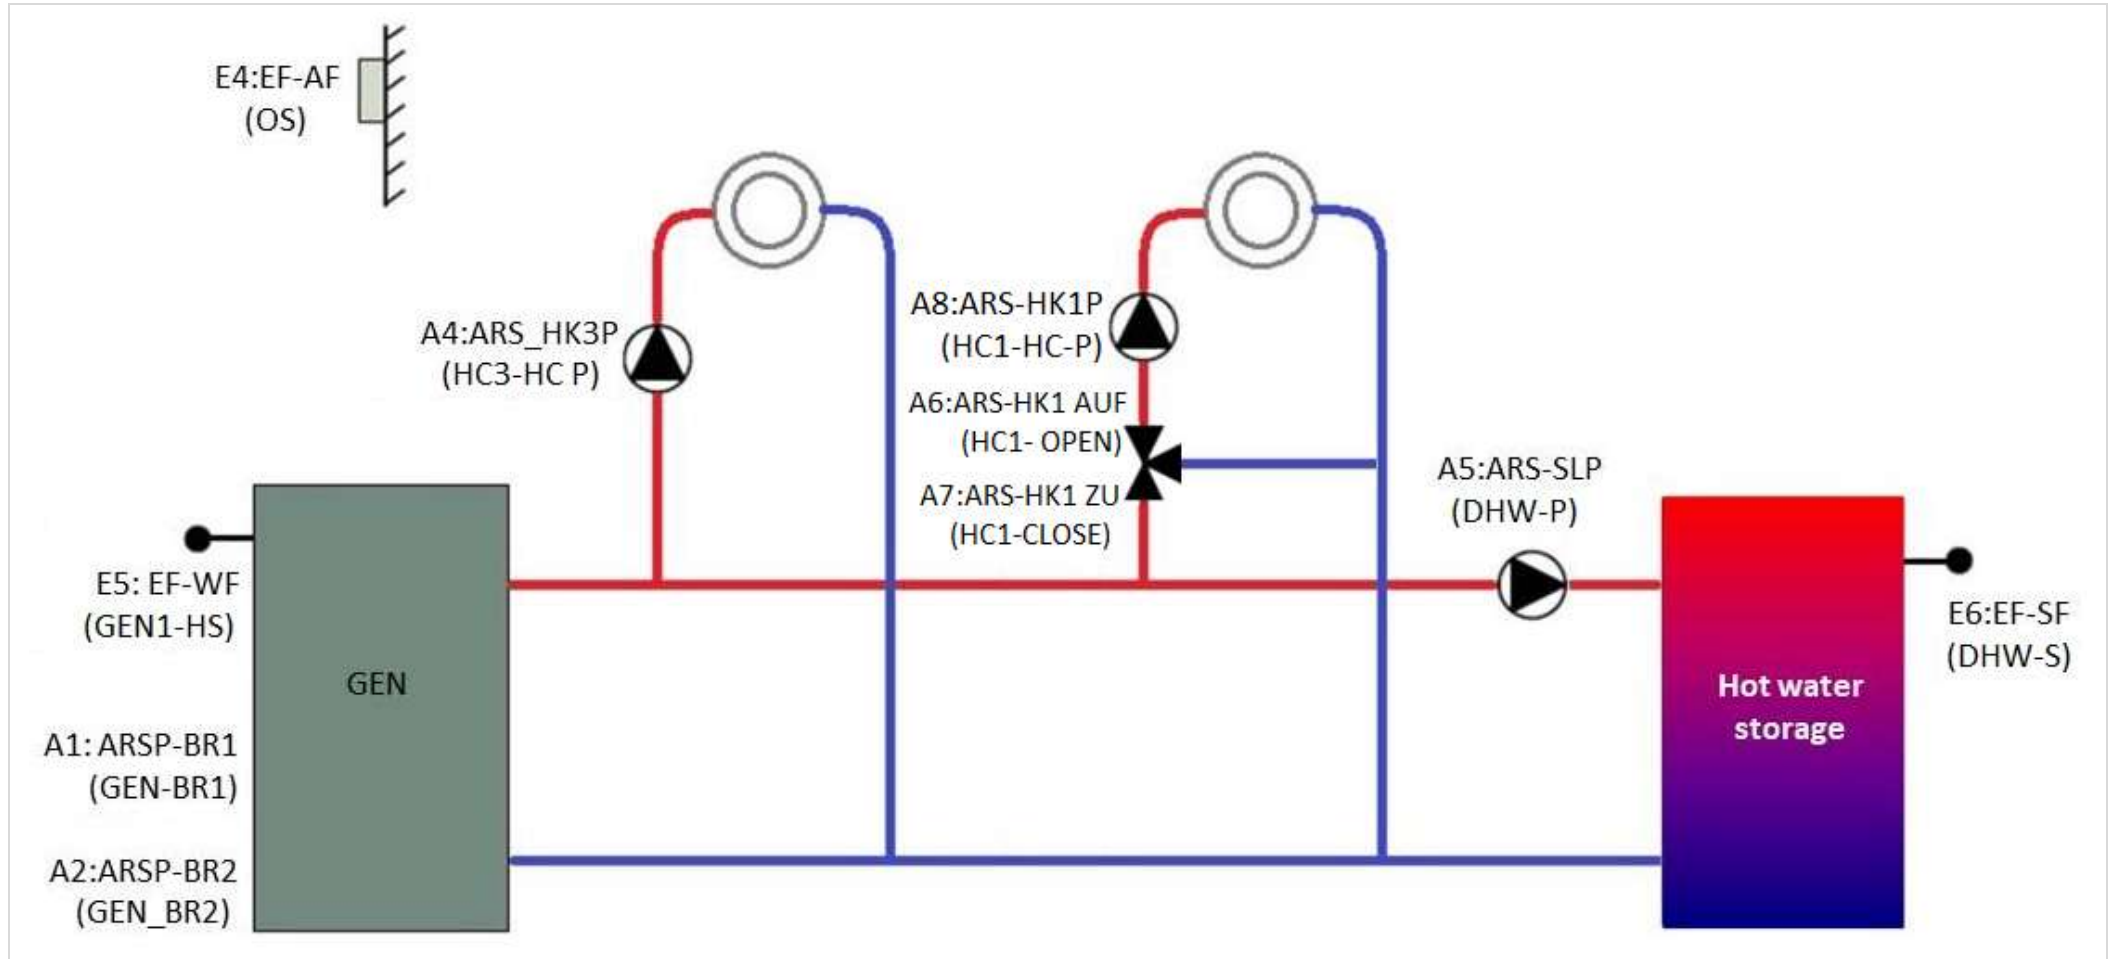 E4:EF-AF
(OS)
A4:ARS_HK3P
(HC3-HC P)
A8:ARS-HK1P
(HC1-HC-P)
A6:ARS-HK1 AUF
(HC1- OPEN)
A7:ARS-HK1 ZU
(HC1-CLOSE)
A5:ARS-SLP
(DHW-P)
E5: EF-WF
(GEN1-HS)
GEN
A1: ARSP-BR1
(GEN-BR1)
A2:ARSP-BR2
(GEN_BR2)
Hot water
storage
E6:EF-SF
(DHW-S)